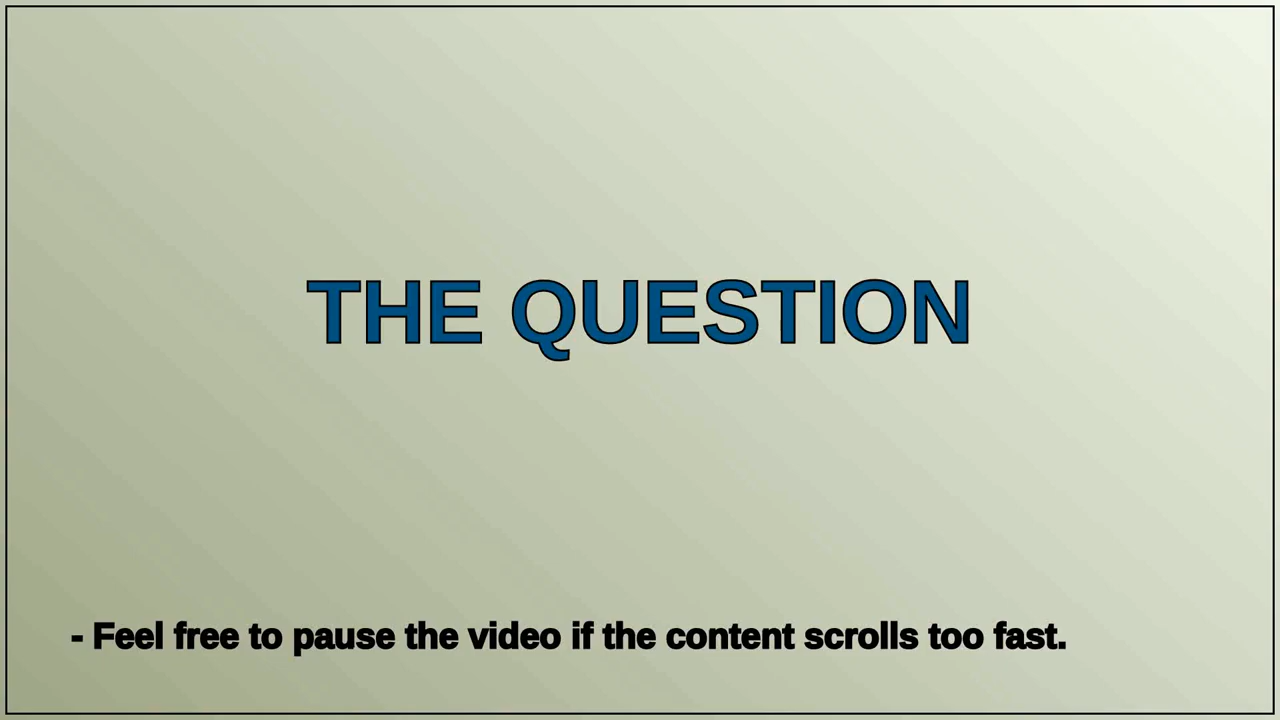 THE QUESTION
- Feel free to pause the video if the content scrolls too fast.